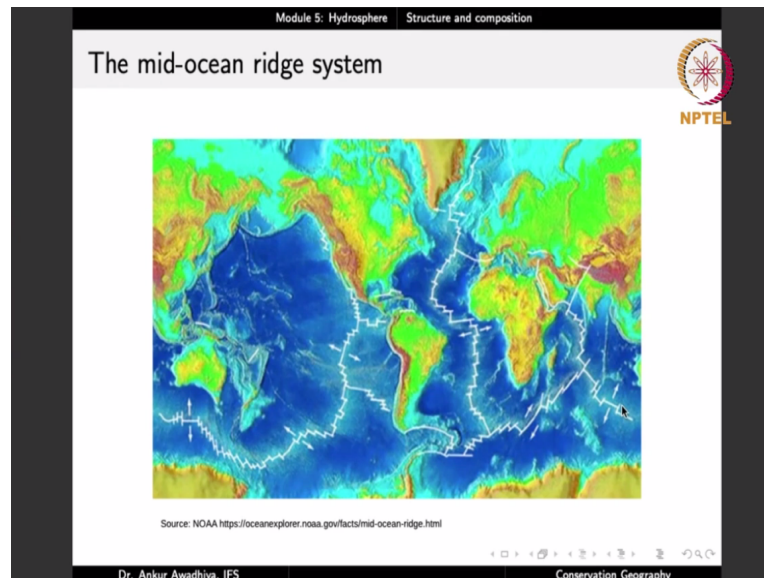 Module 5: Hydrosphere Structure and composition
The mid-ocean ridge system
NPTEL
Source: NOAA https://oceanexplorer.noaa.gov/facts/mid-ocean-ridge.html
Dr. Ankur Awadhiya, IFS Conservation Geography